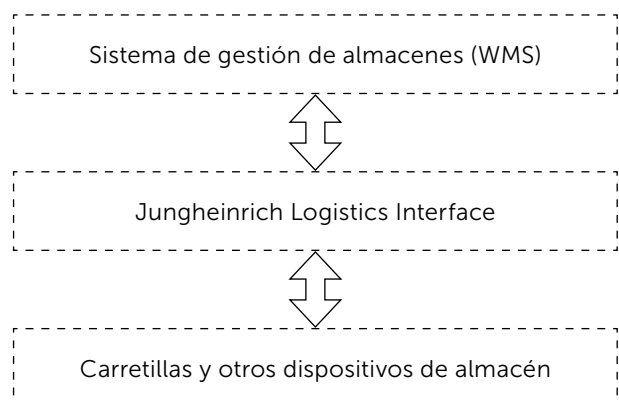 Sistema de gestión de almacenes (WMS)
Jungheinrich Logistics Interface
Carretillas y otros dispositivos de almacén